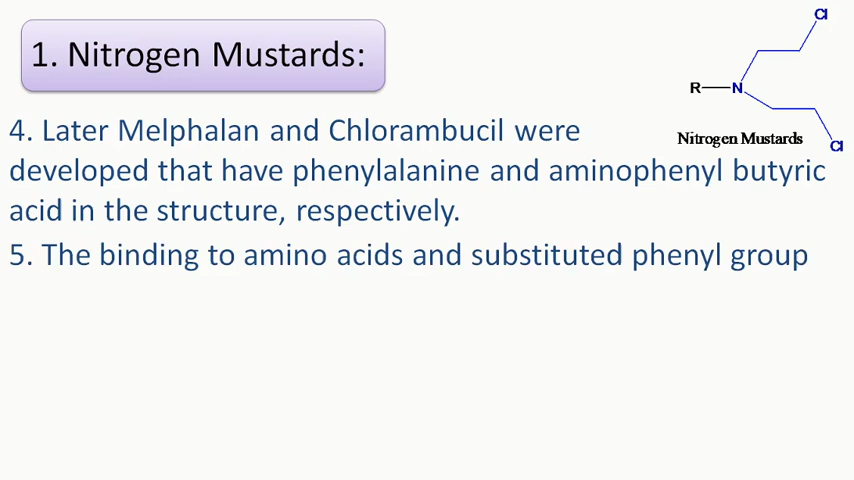 1. Nitrogen Mustards:
Cl
R N
Nitrogen Mustards
Cl
4. Later Melphalan and Chlorambucil were
developed that have phenylalanine and aminophenyl butyric
acid in the structure, respectively.
5. The binding to amino acids and substituted phenyl group